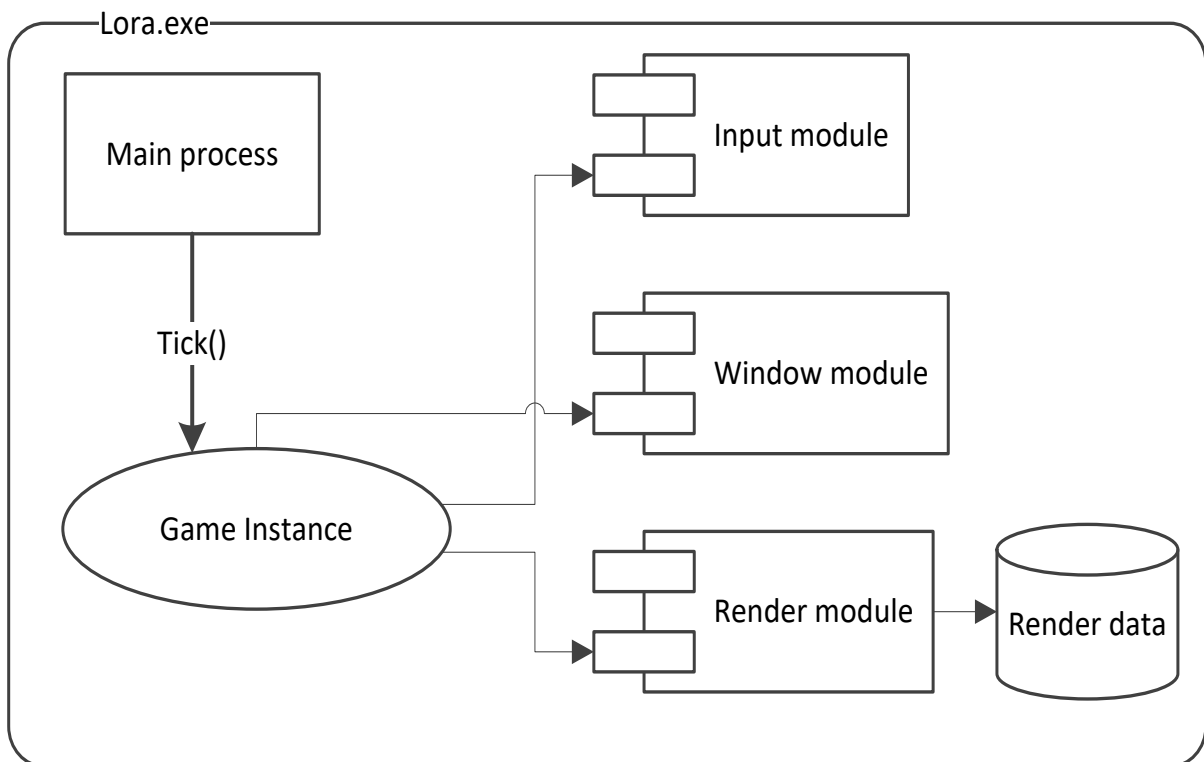 Lora.exe
Main process
Input module
Tick()
Window module
Game Instance
Render module
Render data